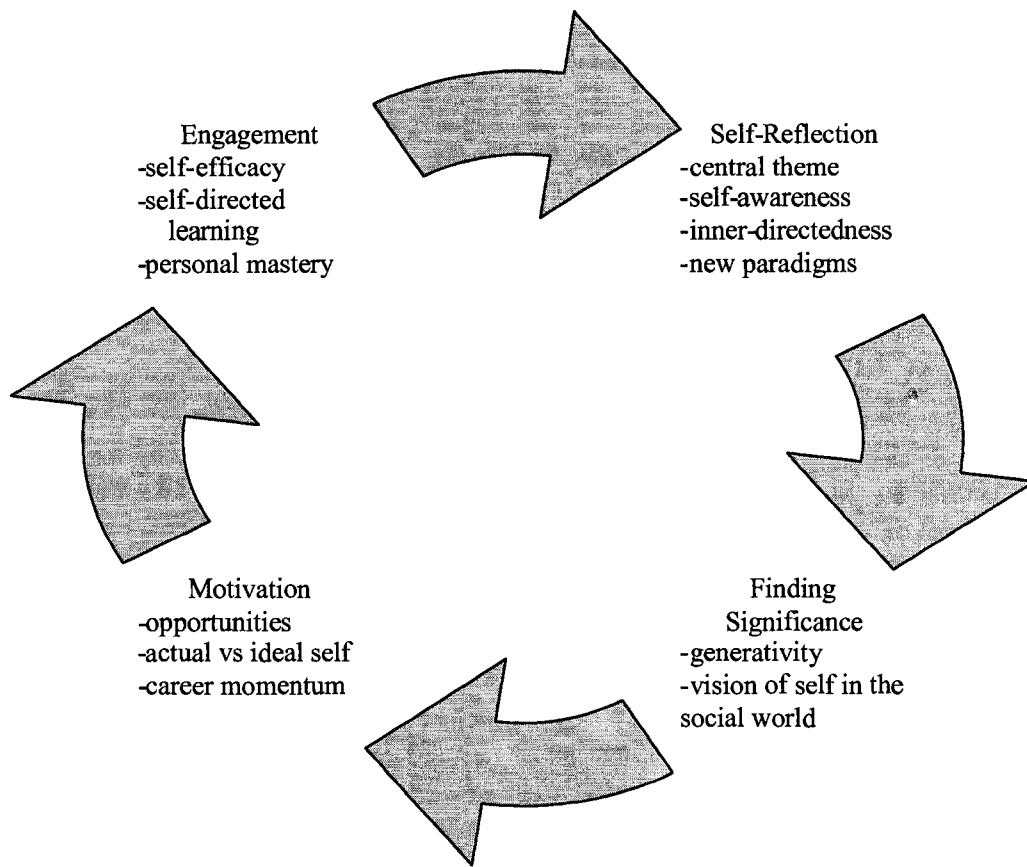 Engagement
-self-efficacy
-self-directed
learning
-personal mastery
Self-Reflection
-central theme
-self-awareness
-inner-directedness
-new paradigms
Finding
Significance
-generativity
-vision of self in the
social world
Motivation
-opportunities
-actual vs ideal self
-career momentum